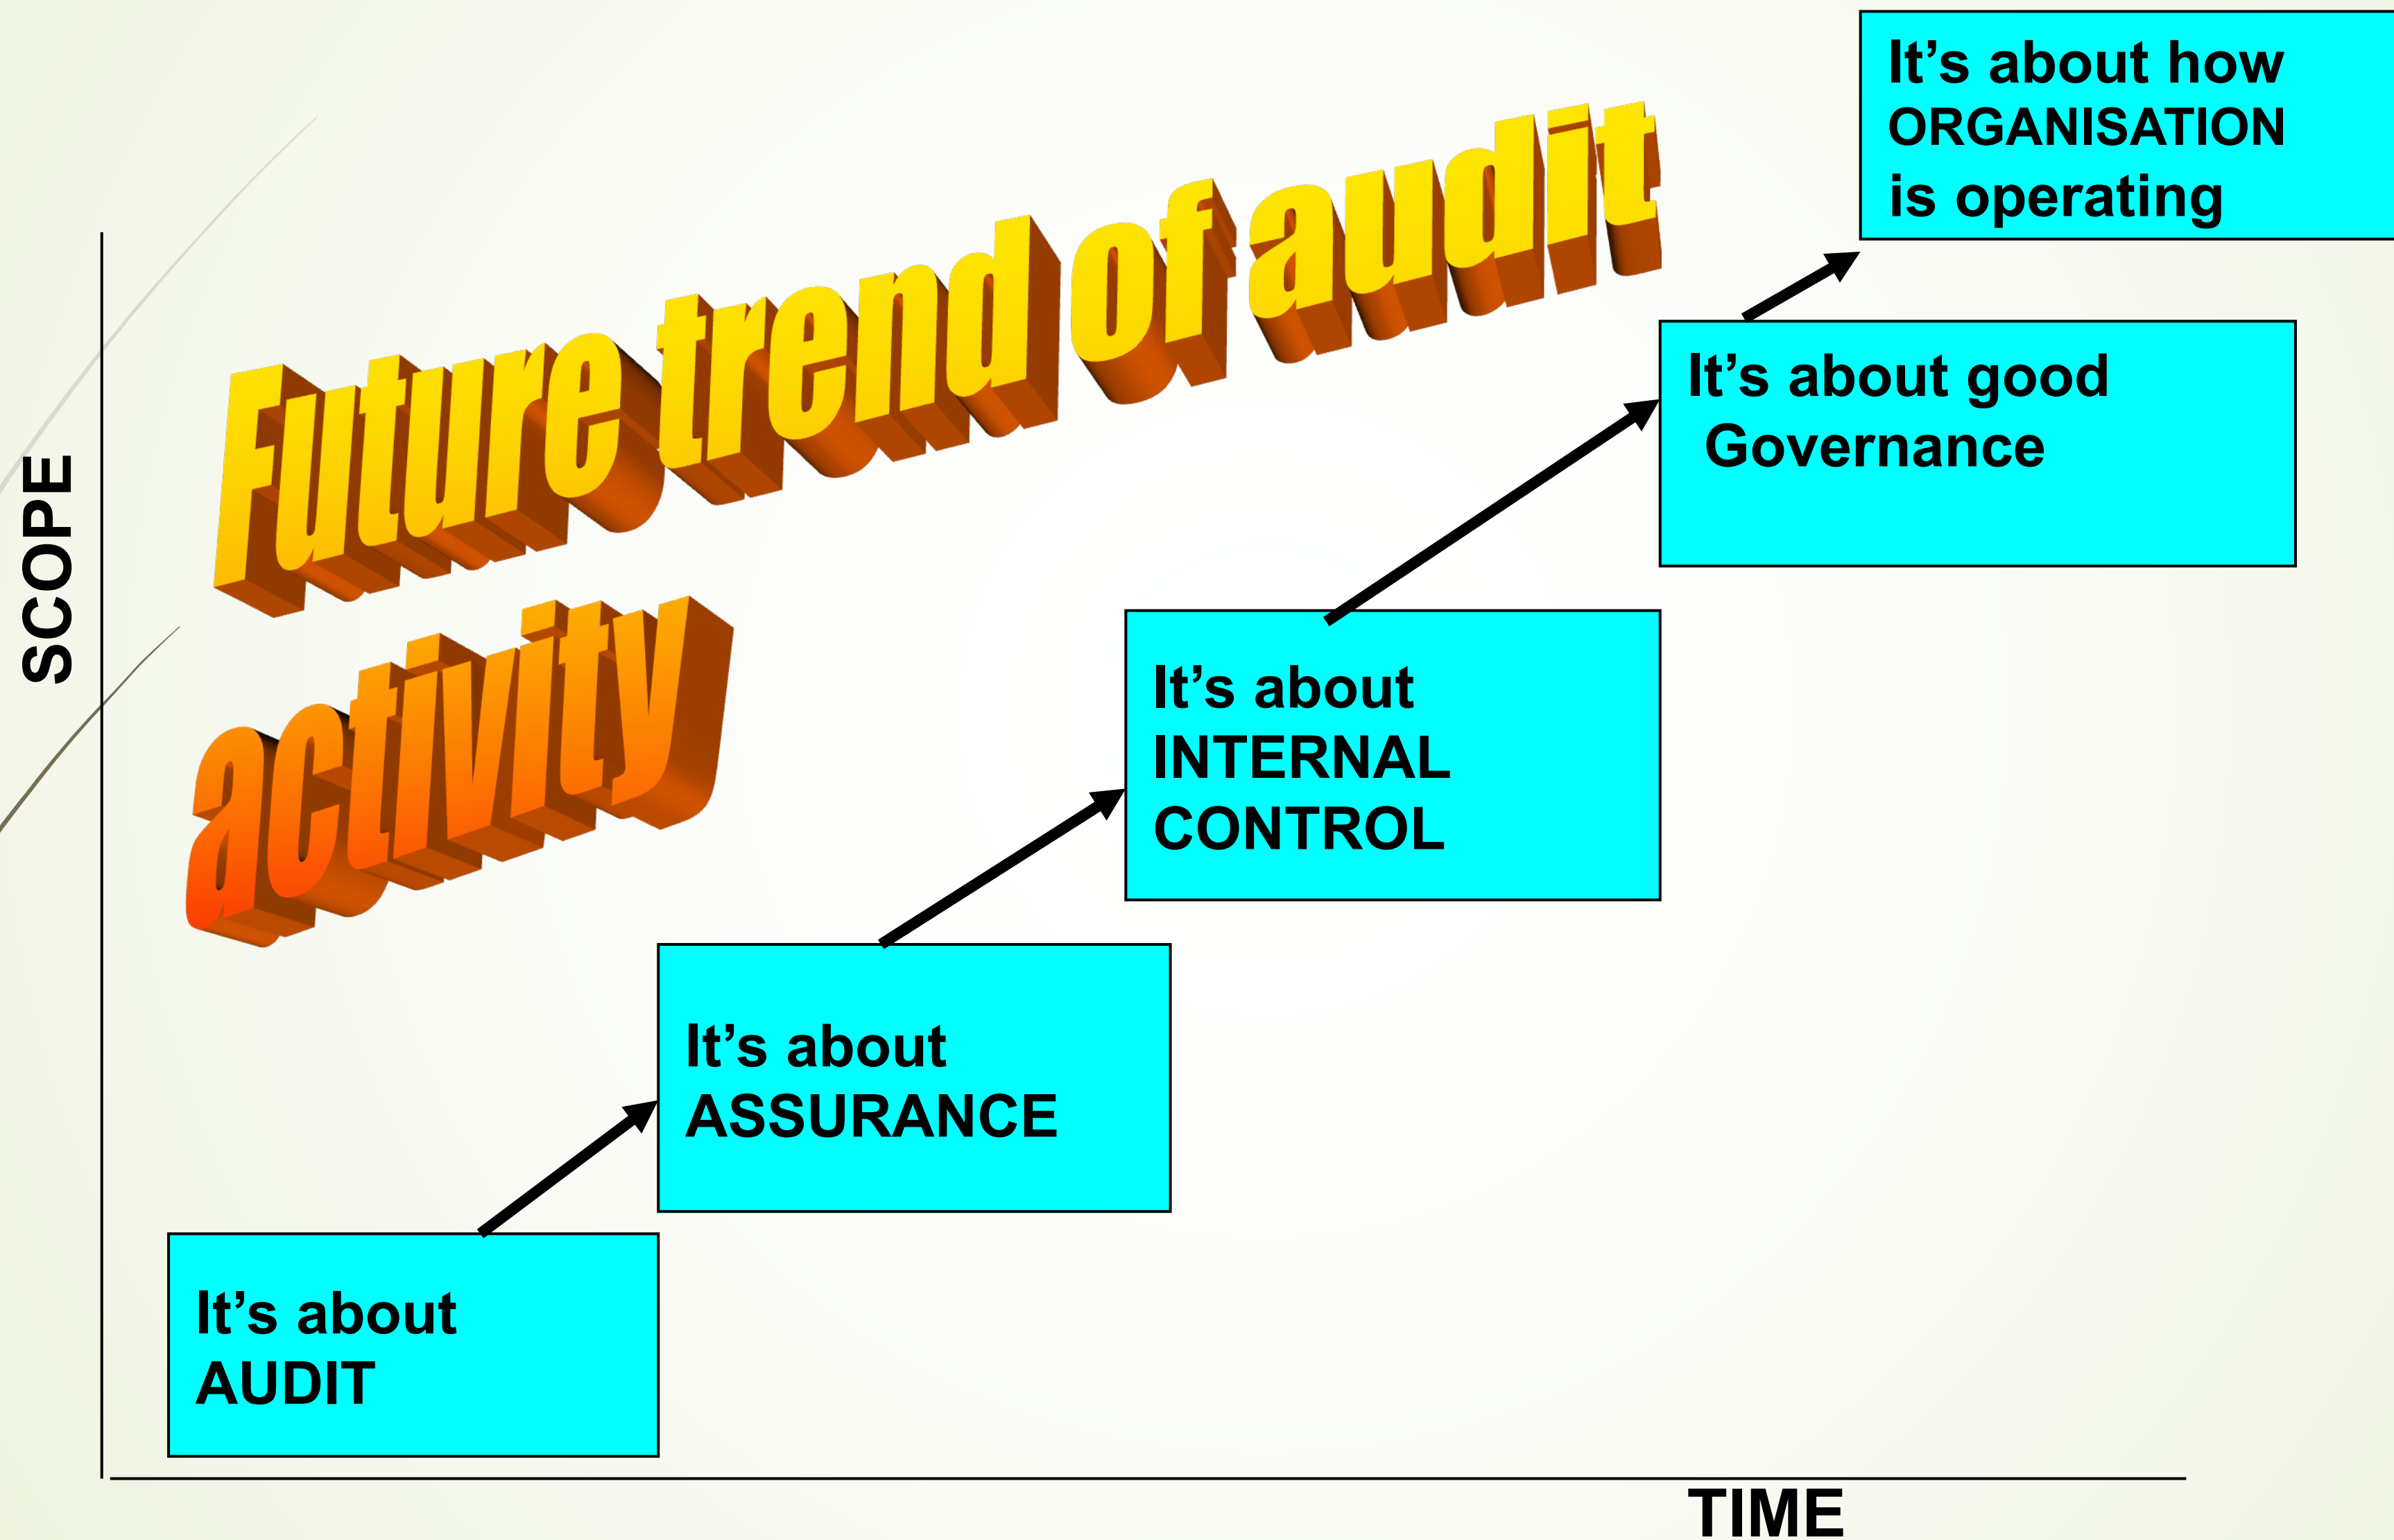 Future trend of audit
activity
SCOPE
It’s about how
ORGANISATION
is operating
It’s about good
Governance
It’s about
INTERNAL
CONTROL
It’s about
ASSURANCE
It’s about
AUDIT
TIME